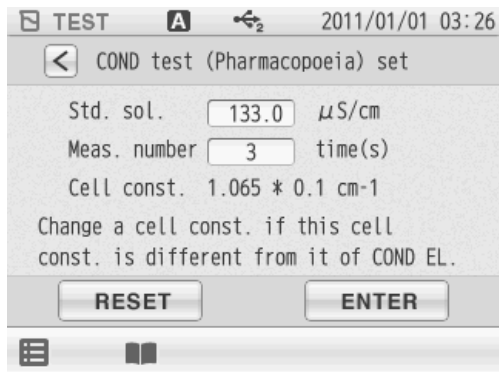 TEST A 2 2011/01/01 03:26
< COND test (Pharmacopoeia) set
Std. sol. 133.0 μS/cm
Meas. number 3 time(s)
Cell const. 1.065 * 0.1 cm-1
Change a cell const. if this cell
const. is different from it of COND EL.
RESET ENTER